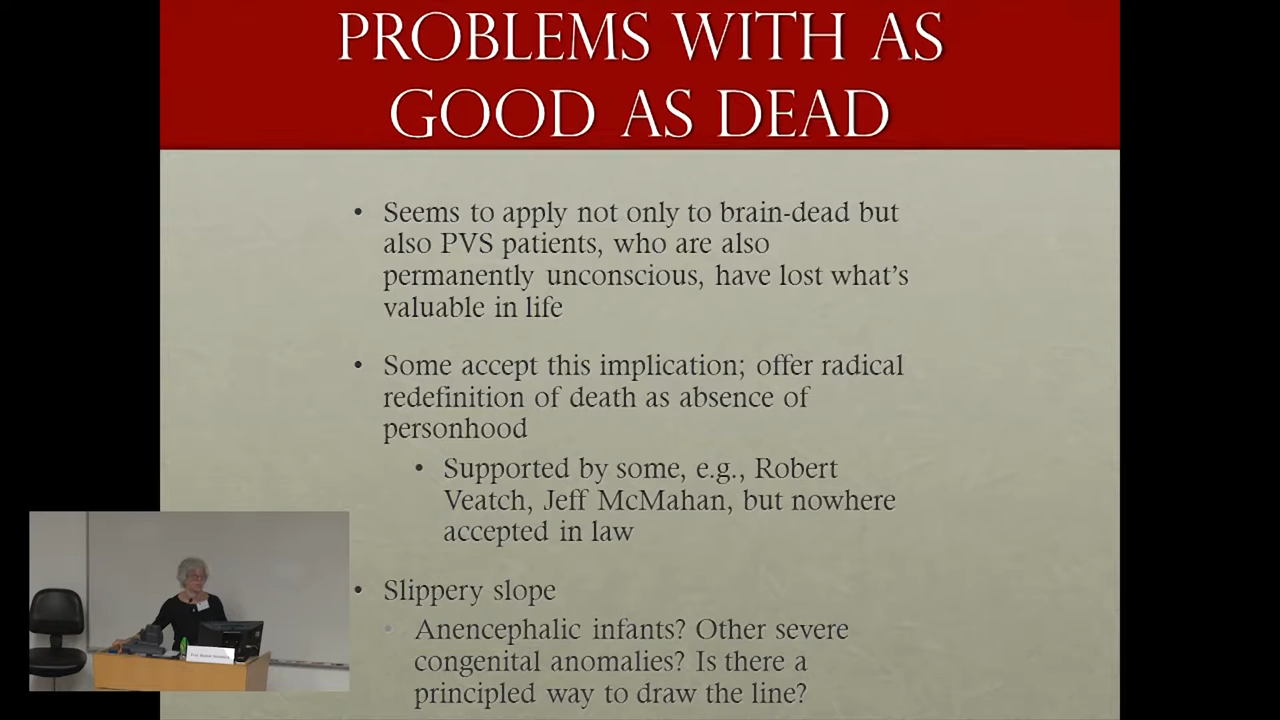 PROBLEMS WITH AS
GOOD AS DEAD
• Seems to apply not only to brain-dead but
also PVS patients, who are also
permanently unconscious, have lost what's
valuable in life
• Some accept this implication; offer radical
redefinition of death as absence of
personhood
• Supported by some, e.g., Robert
Veatch, Jeff McMahan, but nowhere
accepted in law
• Slippery slope
• Anencephalic infants? Other severe
congenital anomalies? Is there a
principled way to draw the line?